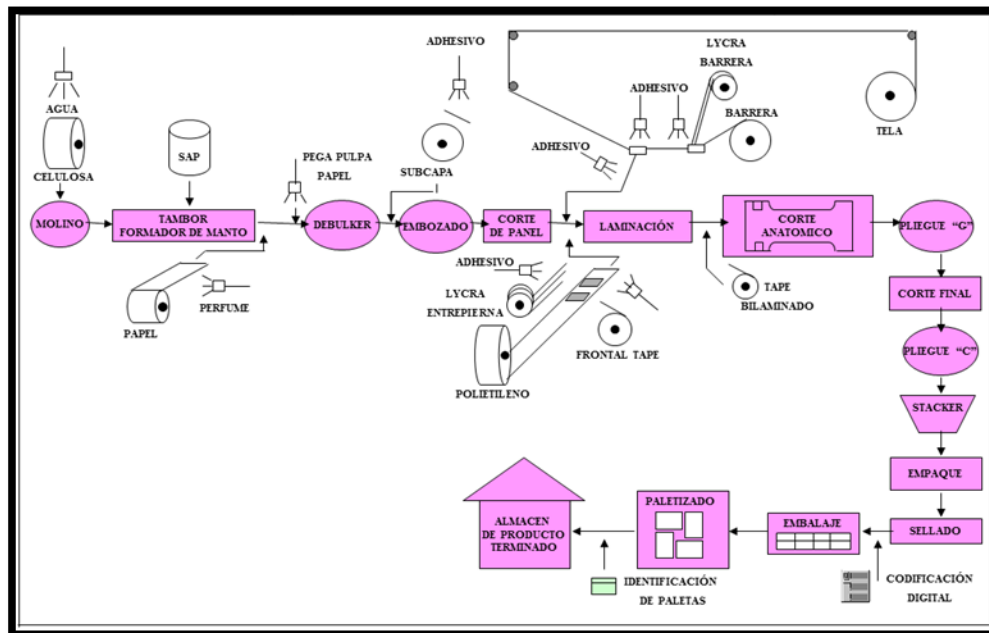 ADHESIVO
LYCRA
BARRERA
ADHESIVO
AGUA
BARRERA
TELA
SAP
ADHESIVO
PEGA PULPA
PAPEL
SUBCAPA
CELULOSA
MOLINO
TAMBOR
FORMADOR DE MANTO
DEBULKER
EMBOZADO
CORTE
DE PANEL
LAMINACIÓN
CORTE
ANATOMICO
PLIEGUE “G”
ADHESIVO
LYCRA
ENTREPIERNA
TAPE
BILAMINADO
CORTE FINAL
PERFUME
PAPEL
FRONTAL TAPE
PLIEGUE “C”
POLIETILENO
STACKER
EMPAQUE
PALETIZADO
ALMACEN
DE PRODUCTO
TERMINADO
EMBALAJE
SELLADO
IDENTIFICACIÓN
DE PALETAS
CODIFICACIÓN
DIGITAL